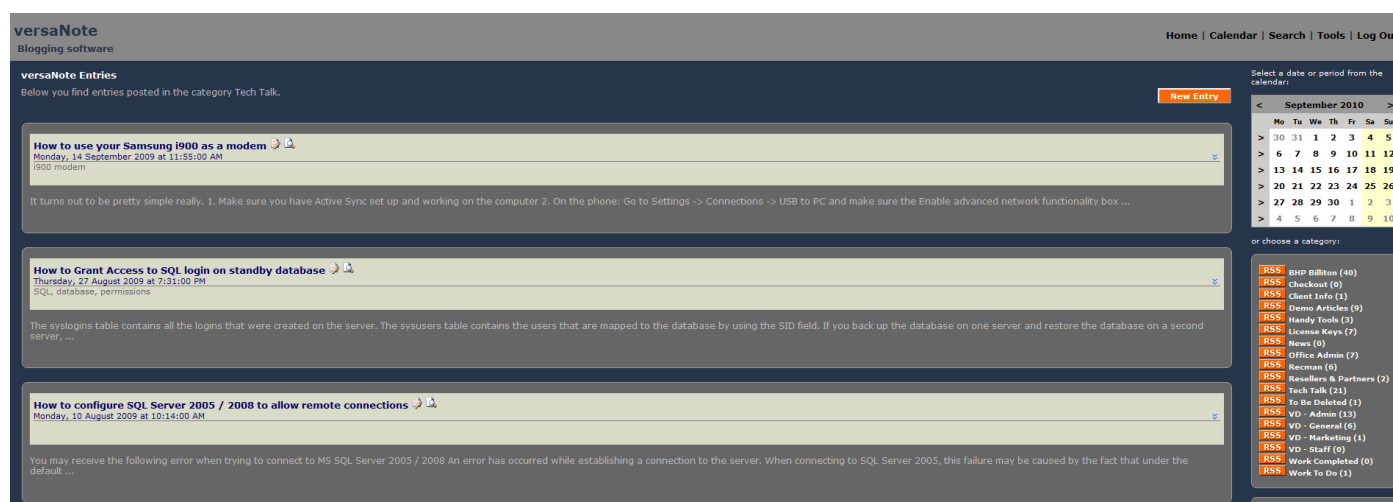 versaNote
Blogging software
Home | Calendar | Search | Tools | Log Ou
versaNote Entries
Below you find entries posted in the category Tech Talk.
New Entry
How to use your Samsung i900 as a modem
Monday, 14 September 2009 at 11:55:00 AM
i900 modem
It turns out to be pretty simple really. 1. Make sure you have Active Sync set up and working on the computer 2. On the phone: Go to Settings -> Connections -> USB to PC and make sure the Enable advanced network functionality box ...
How to Grant Access to SQL login on standby database
Thursday, 27 August 2009 at 7:31:00 PM
SQL, database, permissions
The syslogins table contains all the logins that were created on the server. The sysusers table contains the users that are mapped to the database by using the SID field. If you back up the database on one server and restore the database on a second
server, ...
How to configure SQL Server 2005 / 2008 to allow remote connections
Monday, 10 August 2009 at 10:14:00 AM
You may receive the following error when trying to connect to MS SQL Server 2005 / 2008 An error has occurred while establishing a connection to the server. When connecting to SQL Server 2005, this failure may be caused by the fact that under the
default ...
Select a date or period from the
calendar:
< September 2010 >
Mo Tu We Th Fr Sa Su
> 30 31 1 2 3 4 5
> 6 7 8 9 10 11 12
> 13 14 15 16 17 18 19
> 20 21 22 23 24 25 26
> 27 28 29 30 1 2 3
> 4 5 6 7 8 9 10
or choose a category:
RSS BHP Billiton (40)
RSS Checkout (0)
RSS Client Info (1)
RSS Demo Articles (9)
RSS Handy Tools (3)
RSS License Keys (7)
RSS News (0)
RSS Office Admin (7)
RSS Recman (6)
RSS Resellers & Partners (2)
RSS Tech Talk (21)
RSS To Be Deleted (1)
RSS VD - Admin (13)
RSS VD - General (6)
RSS VD - Marketing (1)
RSS VD - Staff (0)
RSS Work Completed (0)
RSS Work To Do (1)